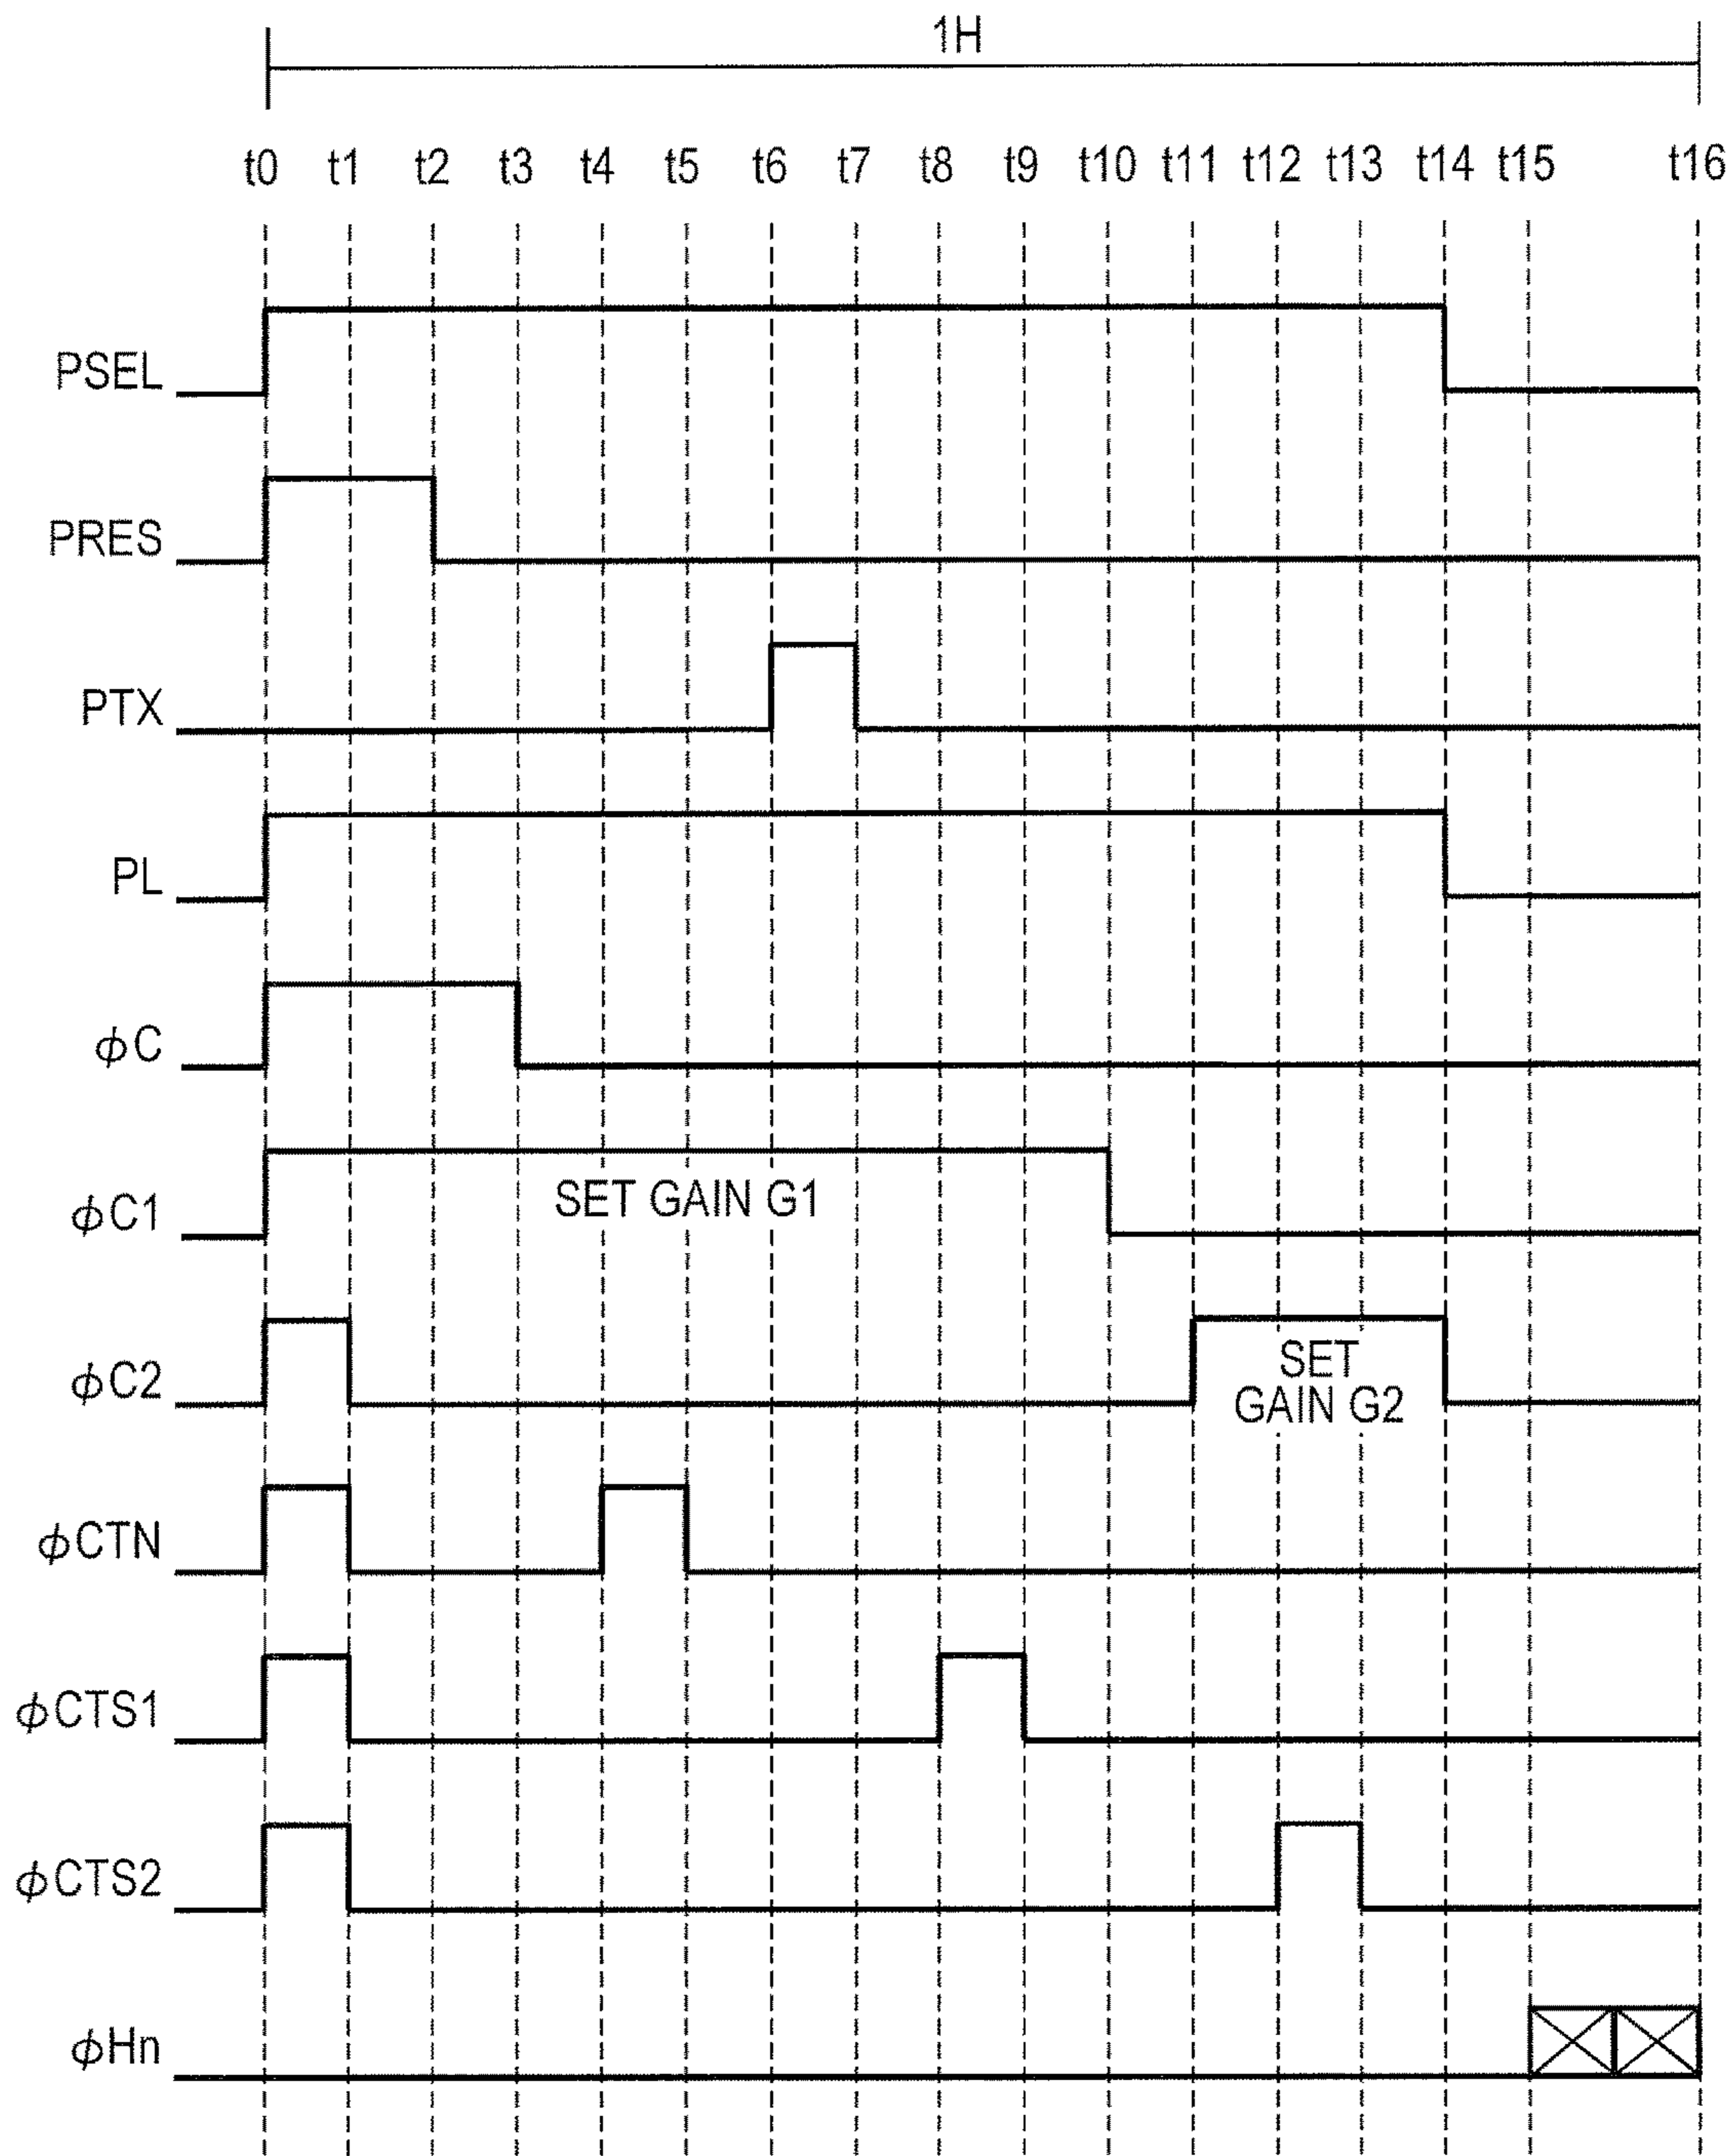 1H
t0 t1 t2 t3 t4 t5 t6 t7 t8 t9 t10 t11 t12 t13 t14 t15 t16
PSEL
PRES
PTX
PL
ϕC
ϕC1 SET GAIN G1
ϕC2 SET
GAIN G2
ϕCTN
ϕCTS1
ϕCTS2
ϕHn